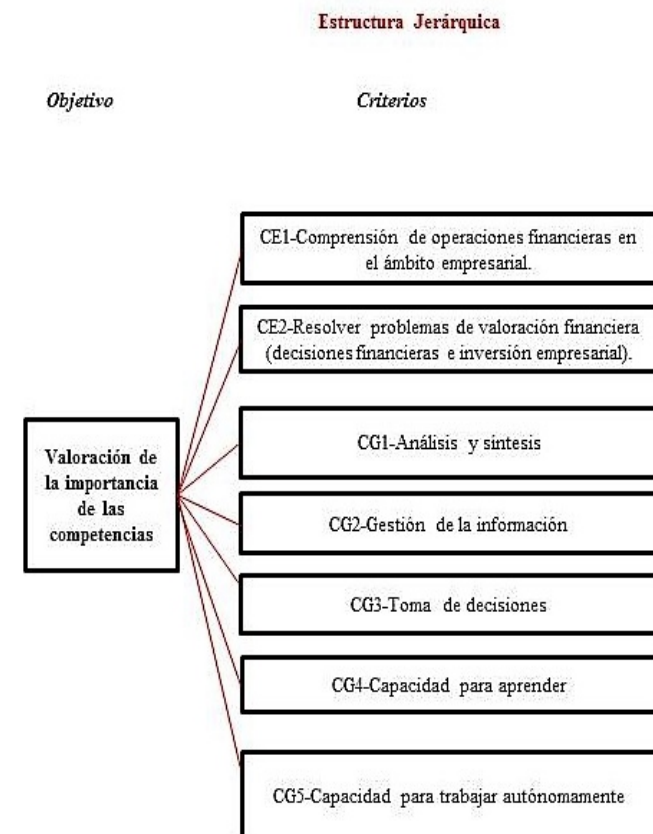 Estructura Jerárquica
Objetivo
Criterios
CE1-Comprensión de operaciones financieras en
el ámbito empresarial.
CE2-Resolver problemas de valoración financiera
(decisiones financieras e inversión empresarial).
Valoración de
la importancia
de las
competencias
CG1-Análisis y síntesis
CG2-Gestión de la información
CG3-Toma de decisiones
CG4-Capacidad para aprender
CG5-Capacidad para trabajar autónomamente